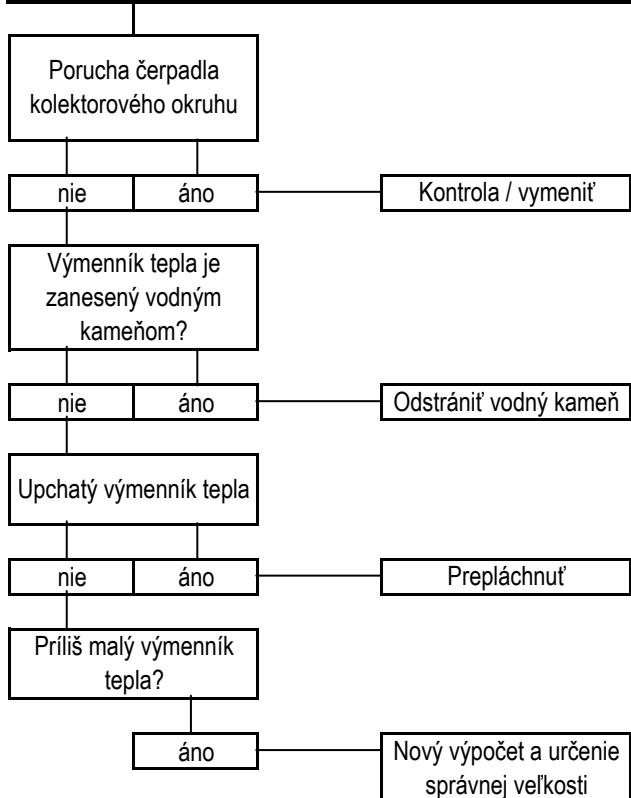 Porucha čerpadla
kolektorového okruhu
nie
áno
Kontrola / vymeniť
Výmenník tepla je
zanesený vodným
kameňom?
nie
áno
Odstrániť vodný kameň
Upchatý výmenník tepla
nie
áno
Prepláchnuť
Príliš malý výmenník
tepla?
áno
Nový výpočet a určenie
správnej veľkosti